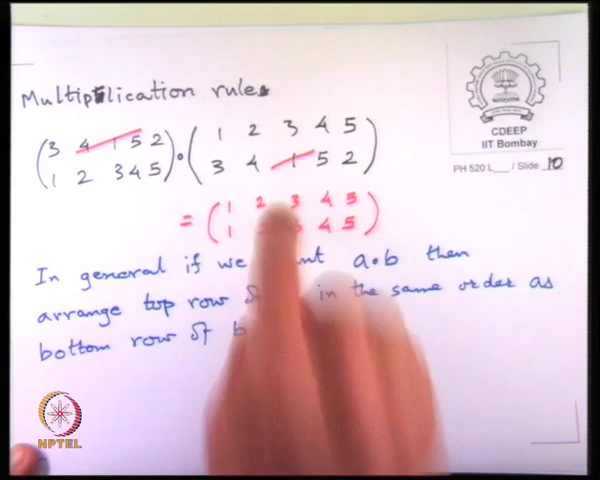 Multiplication rules
(3 4 1 5 2) • (1 2 3 4 5)
(1 2 3 4 5) (3 4 1 5 2)
= (1 2 3 4 5)
(1 4 5)
In general if we a•b then
arrange top row in the same order as
bottom row of b
CDEEP
IIT Bombay
PH 520 L___ / Slide 10
NPTEL